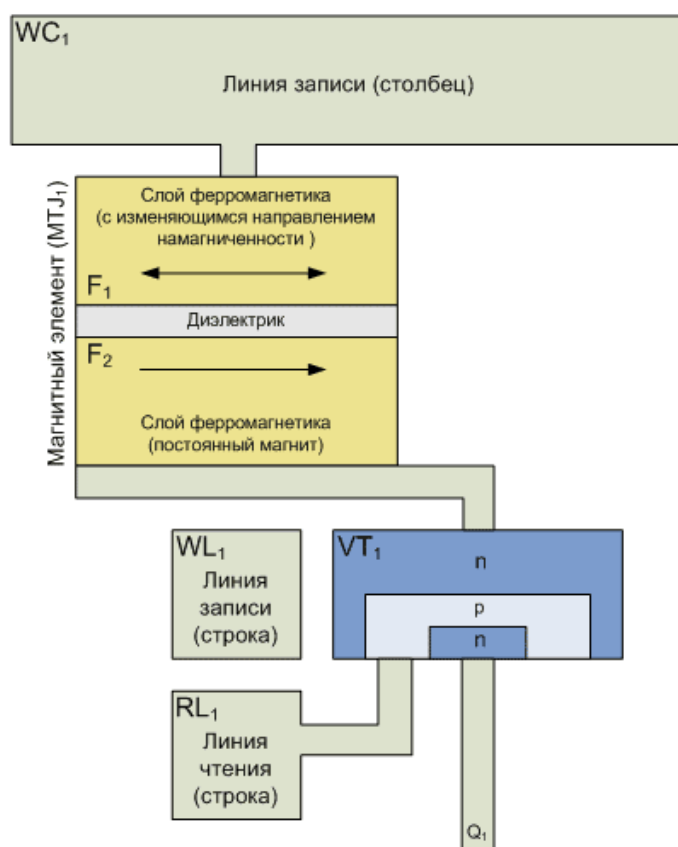 WC₁
Линия записи (столбец)
Магнитный элемент (MTJ₁)
Слой ферромагнетика
(с изменяющимся направлением
намагниченности )
F₁
Диэлектрик
F₂
Слой ферромагнетика
(постоянный магнит)
WL₁
Линия
записи
(строка)
VT₁
n
p
n
RL₁
Линия
чтения
(строка)
Q₁